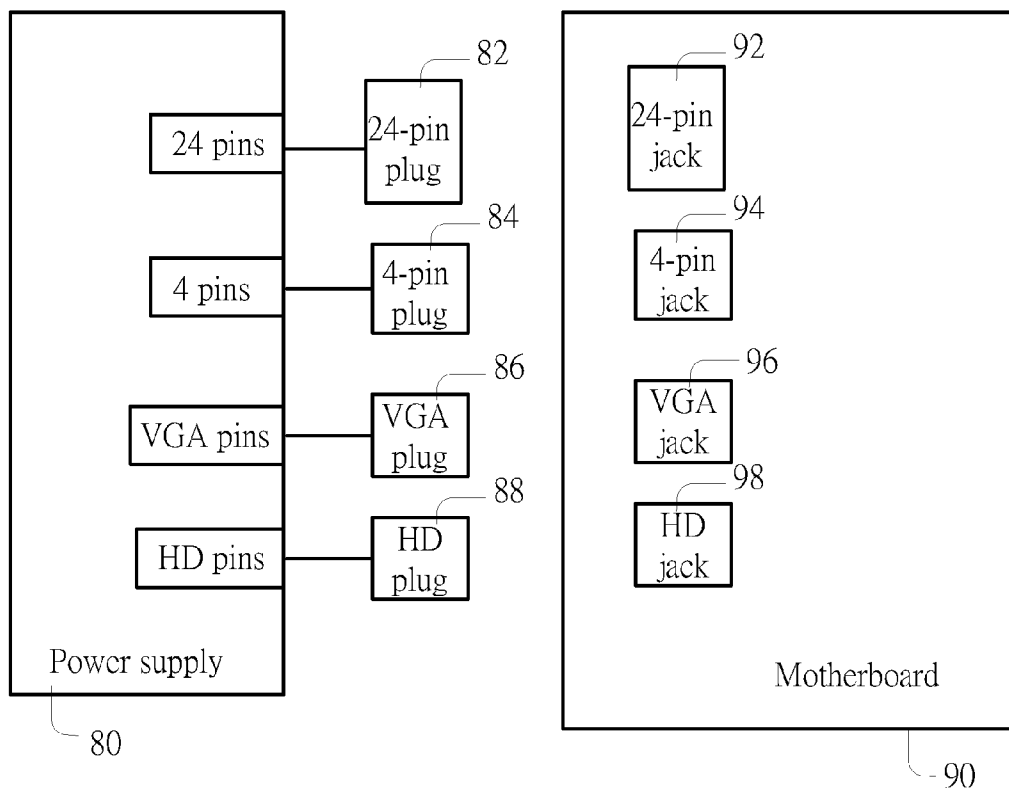 82
92
24 pins
24-pin
plug
24-pin
jack
84
94
4 pins
4-pin
plug
4-pin
jack
86
96
VGA pins
VGA
plug
VGA
jack
88
98
HD pins
HD
plug
HD
jack
Power supply
Motherboard
80
90